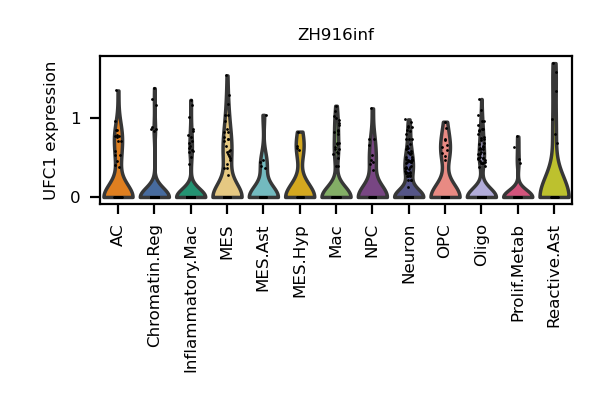 ZH916inf
UFC1 expression
1
0
AC
Chromatin.Reg
Inflammatory.Mac
MES
MES.Ast
MES.Hyp
Mac
NPC
Neuron
OPC
Oligo
Prolif.Metab
Reactive.Ast